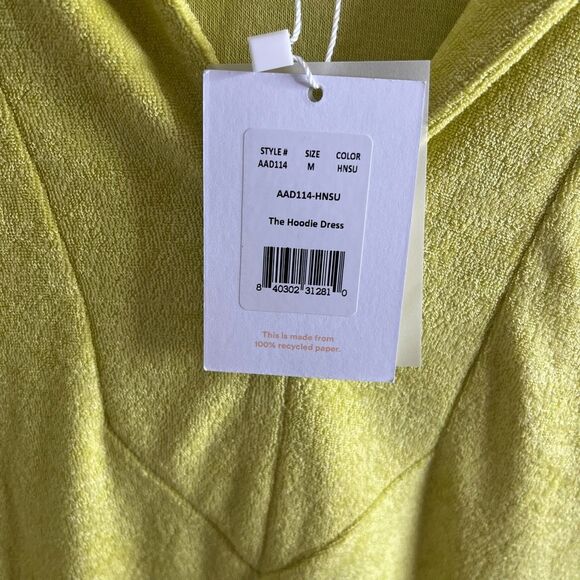 STYLE # SIZE COLOR
AAD114 M HNSU
AAD114-HNSU
The Hoodie Dress
8 40302 31281 0
This is made from
100% recycled paper.